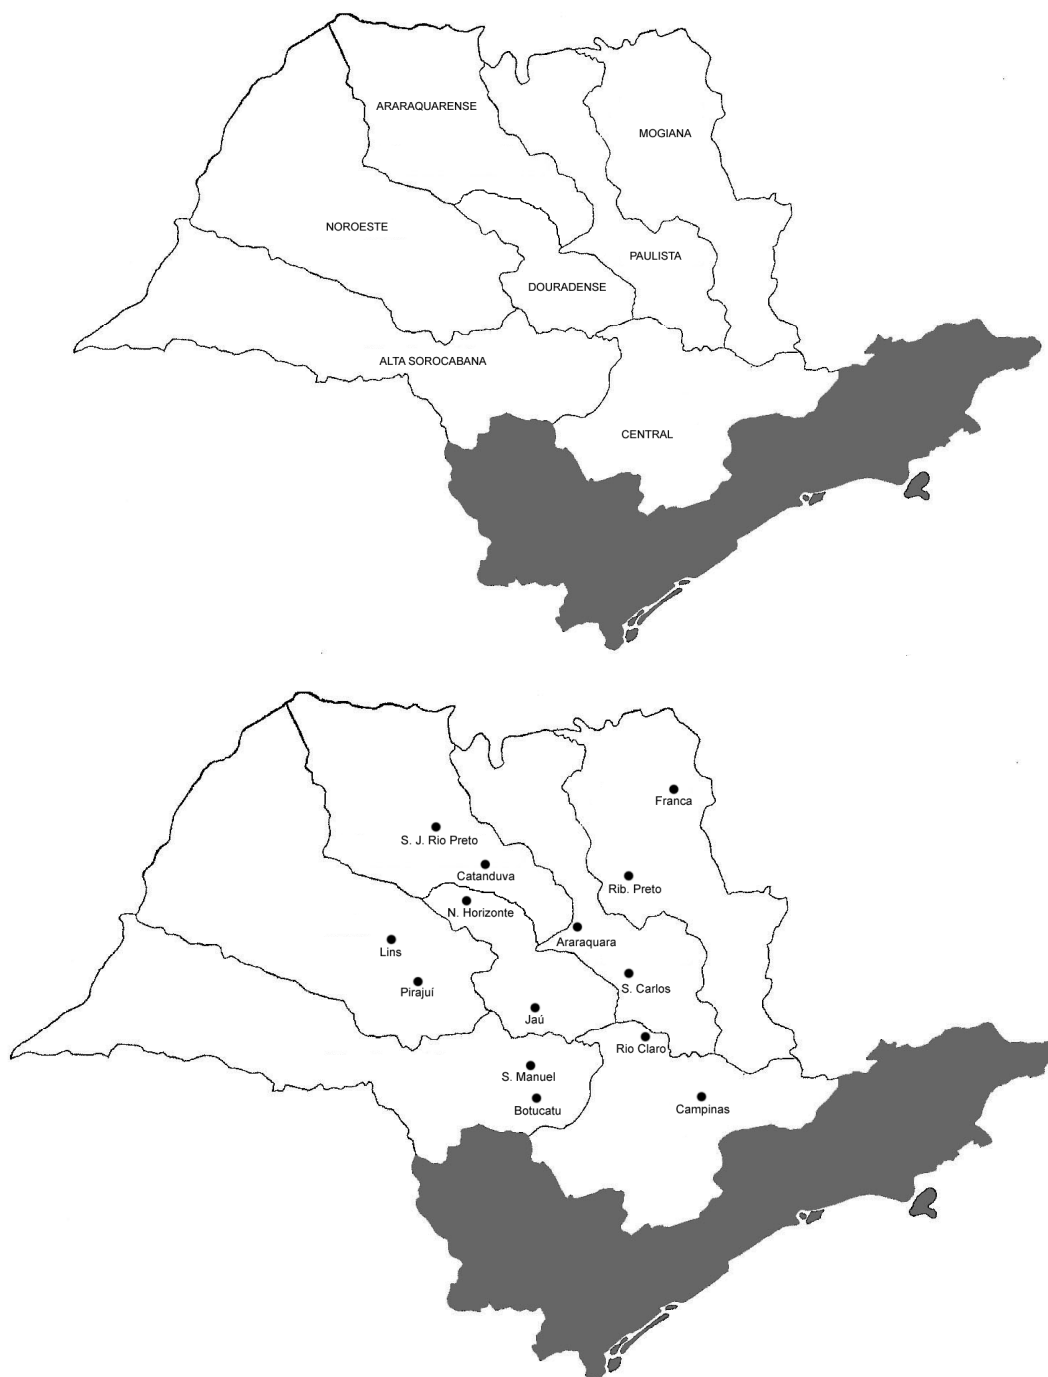 ARARAQUARENSE
MOGIANA
NOROESTE
PAULISTA
DOURADENSE
ALTA SOROCABANA
CENTRAL
Franca
S. J. Rio Preto
Catanduva
Rib. Preto
N. Horizonte
Araraquara
Lins
S. Carlos
Pirajuí
Jaú
Rio Claro
S. Manuel
Botucatu
Campinas